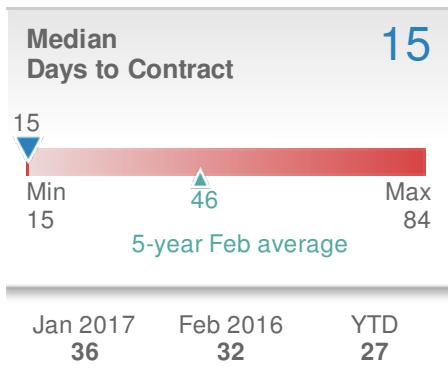 Median
Days to Contract
15
15
Min
15
46
Max
84
5-year Feb average
Jan 2017
36
Feb 2016
32
YTD
27